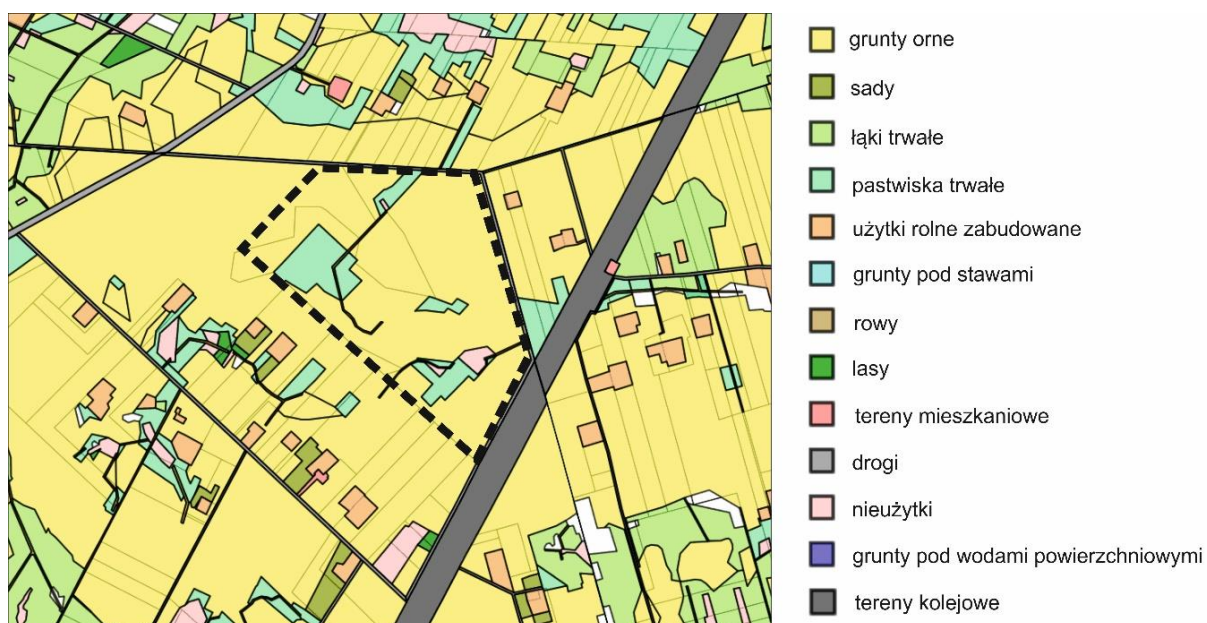 grunty orne
sady
łąki trwałe
pastwiska trwałe
użytki rolne zabudowane
grunty pod stawami
rowy
lasy
tereny mieszkaniowe
drogi
nieużytki
grunty pod wodami powierzchniowymi
tereny kolejowe